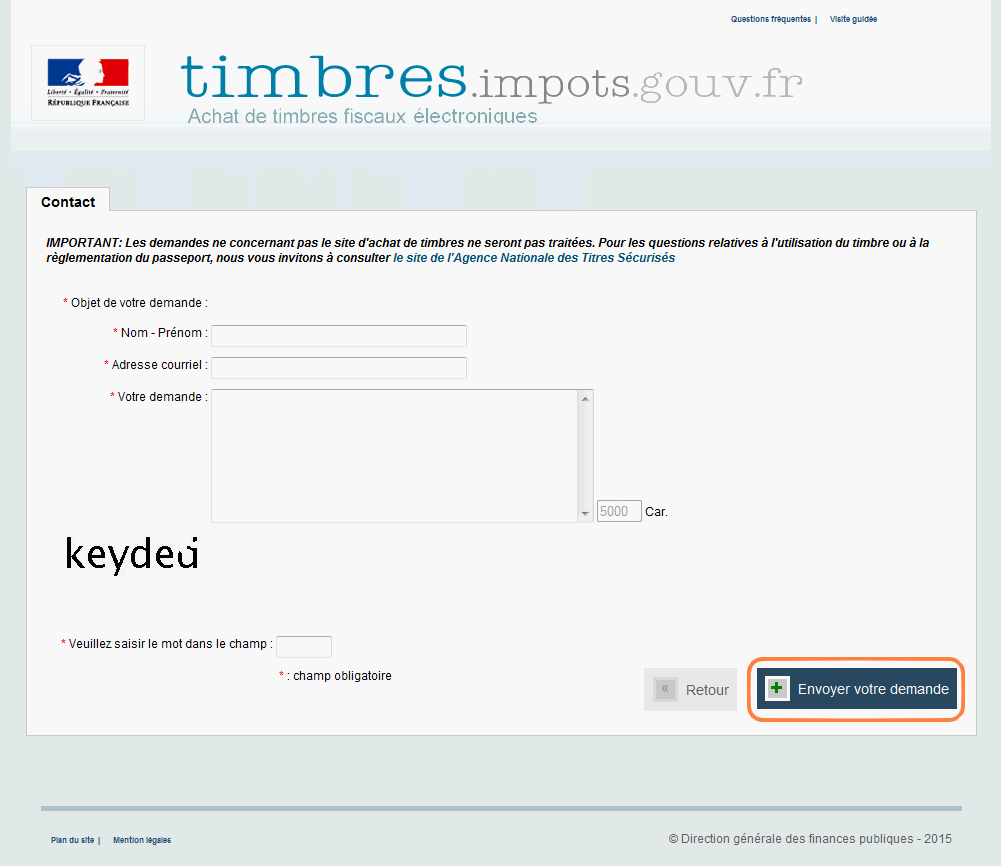 Questions fréquentes | Visite guidée
Liberté • Égalité • Fraternité
RÉPUBLIQUE FRANÇAISE
timbres.impots.gouv.fr
Achat de timbres fiscaux électroniques
Contact
IMPORTANT: Les demandes ne concernant pas le site d'achat de timbres ne seront pas traitées. Pour les questions relatives à l'utilisation du timbre ou à la
règlementation du passeport, nous vous invitons à consulter le site de l'Agence Nationale des Titres Sécurisés
* Objet de votre demande :
* Nom - Prénom :
* Adresse courriel :
* Votre demande :
5000 Car.
* Veuillez saisir le mot dans le champ :
* : champ obligatoire
« Retour
Envoyer votre demande
Plan du site | Mention légales
© Direction générale des finances publiques - 2015